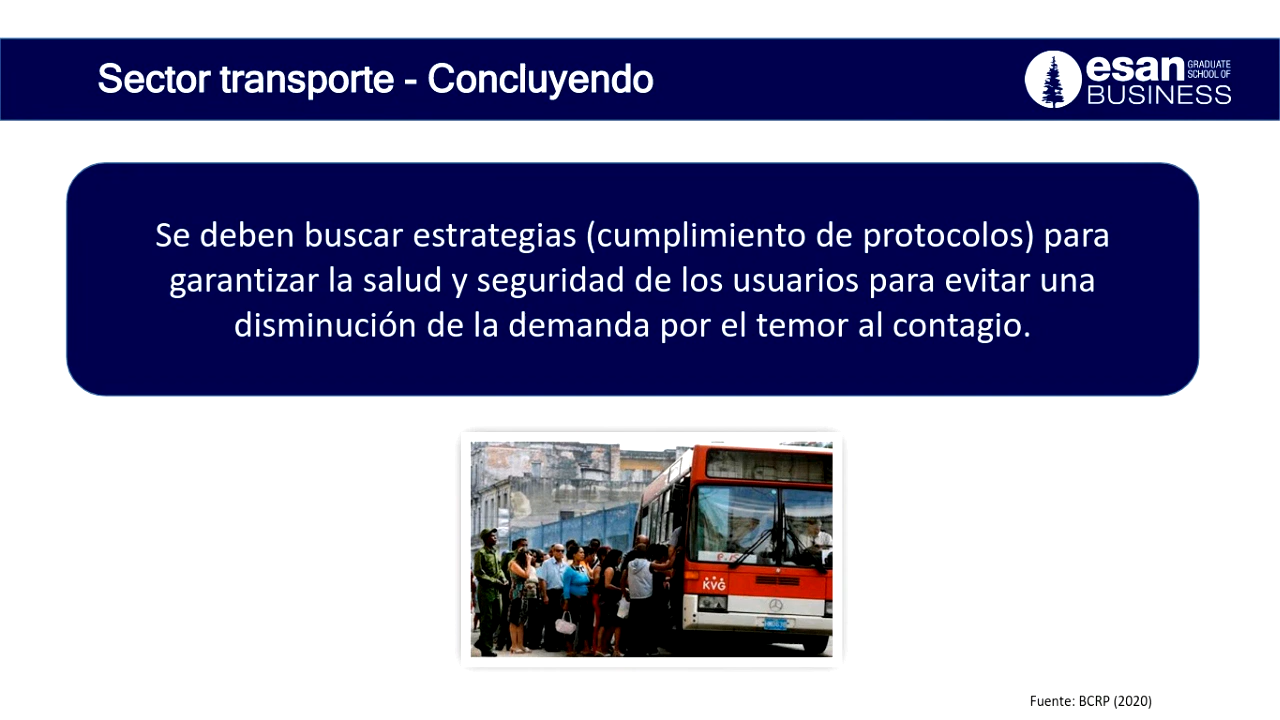 Sector transporte - Concluyendo
esan GRADUATE SCHOOL OF
BUSINESS
Se deben buscar estrategias (cumplimiento de protocolos) para
garantizar la salud y seguridad de los usuarios para evitar una
disminución de la demanda por el temor al contagio.
KVG
Fuente: BCRP (2020)